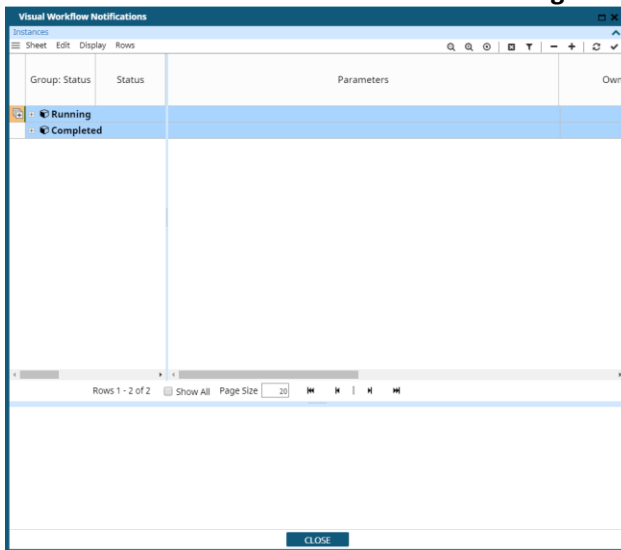 Visual Workflow Notifications
Instances
Sheet Edit Display Rows
Group: Status Status Parameters Own
Running
Completed
Rows 1 - 2 of 2 Show All Page Size 20
CLOSE